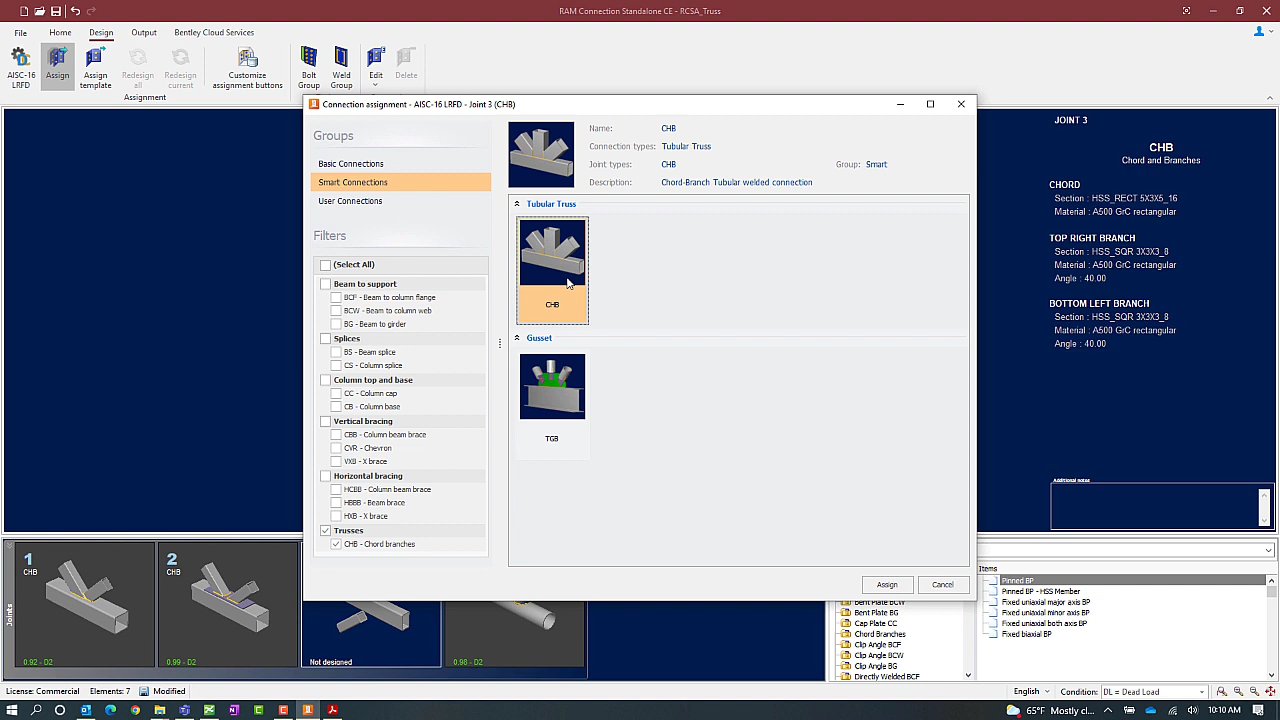 RAM Connection Standalone CE - RCSA_Truss
File
Home
Design
Output
Bentley Cloud Services
AISC-16
LRFD
Assign
Assign
template
Redesign
all
Redesign
current
Customize
assignment buttons
Bolt
Group
Weld
Group
Edit
Delete
Assignment
Connection assignment - AISC-16 LRFD - Joint 3 (CHB)
Groups
Basic Connections
Smart Connections
User Connections
Filters
(Select All)
Beam to support
BCF - Beam to column flange
BCW - Beam to column web
BG - Beam to girder
Splices
BS - Beam splice
CS - Column splice
Column top and base
CC - Column cap
CB - Column base
Vertical bracing
CBB - Column beam brace
CVR - Chevron
VXB - X brace
Horizontal bracing
HCBB - Column beam brace
HBBB - Beam brace
HXB - X brace
Trusses
CHB - Chord branches
Name: CHB
Connection types: Tubular Truss
Joint types: CHB Group: Smart
Description: Chord-Branch Tubular welded connection
Tubular Truss
CHB
Gusset
TGB
Assign
Cancel
JOINT 3
CHB
Chord and Branches
CHORD
Section : HSS_RECT 5X3X5_16
Material : A500 GrC rectangular
TOP RIGHT BRANCH
Section : HSS_SQR 3X3X3_8
Material : A500 GrC rectangular
Angle : 40.00
BOTTOM LEFT BRANCH
Section : HSS_SQR 3X3X3_8
Material : A500 GrC rectangular
Angle : 40.00
Additional notes
Joints
1
CHB
0.92 - D2
2
CHB
0.99 - D2
Not designed
0.98 - D2
Bent Plate BCW
Bent Plate BG
Cap Plate CC
Chord Branches
Clip Angle BCF
Clip Angle BCW
Clip Angle BG
Directly Welded BCF
Items
Pinned BP
Pinned BP - HSS Member
Fixed uniaxial major axis BP
Fixed uniaxial minor axis BP
Fixed uniaxial both axis BP
Fixed biaxial BP
License: Commercial
Elements: 7
Modified
English
Condition: DL = Dead Load
65°F Mostly cl...
10:10 AM